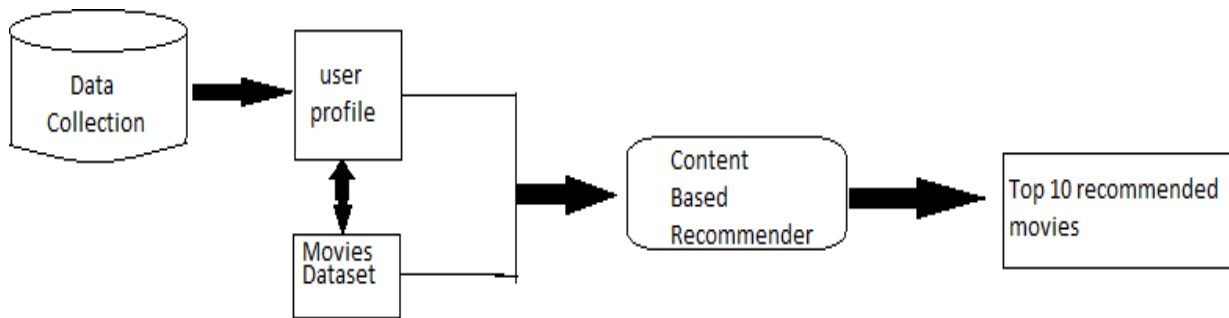 Data
Collection
user
profile
Movies
Dataset
Content
Based
Recommender
Top 10 recommended
movies